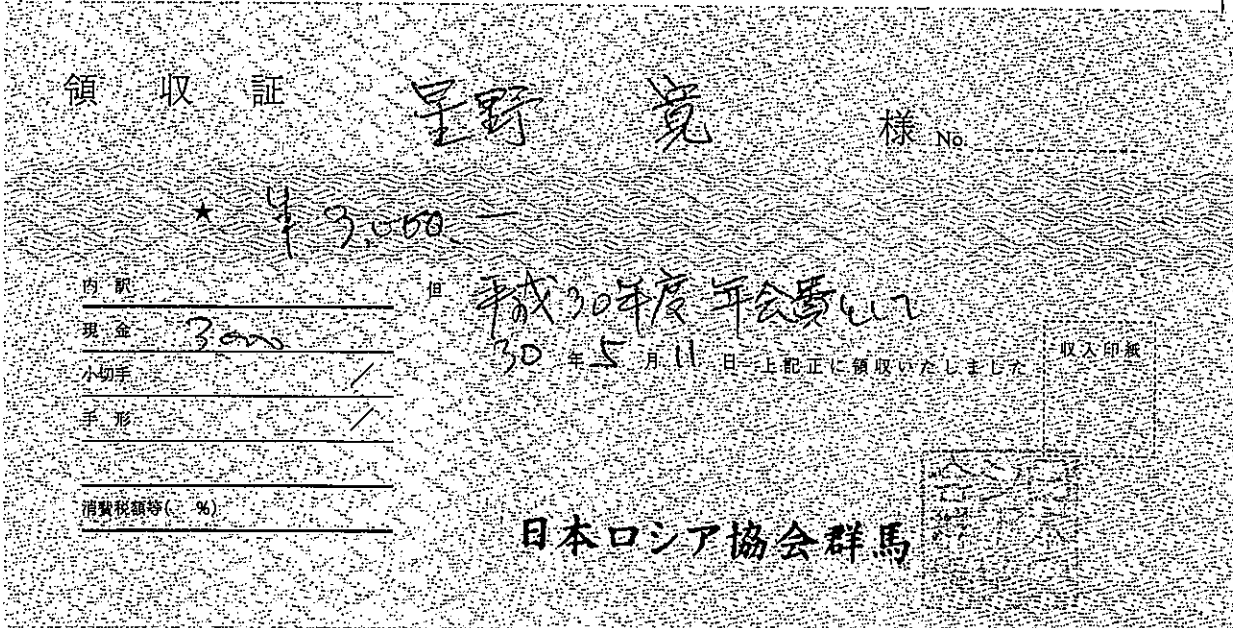 領 収 証 星野 寛 様 No.
★ ¥3,000.—
内 訳
現 金 3000
小切手 /
手 形 /
消費税額等( %)
但 平成30年度 年会費として
30 年 5 月 11 日 上記正に領収いたしました
収入印紙
日本ロシア協会群馬